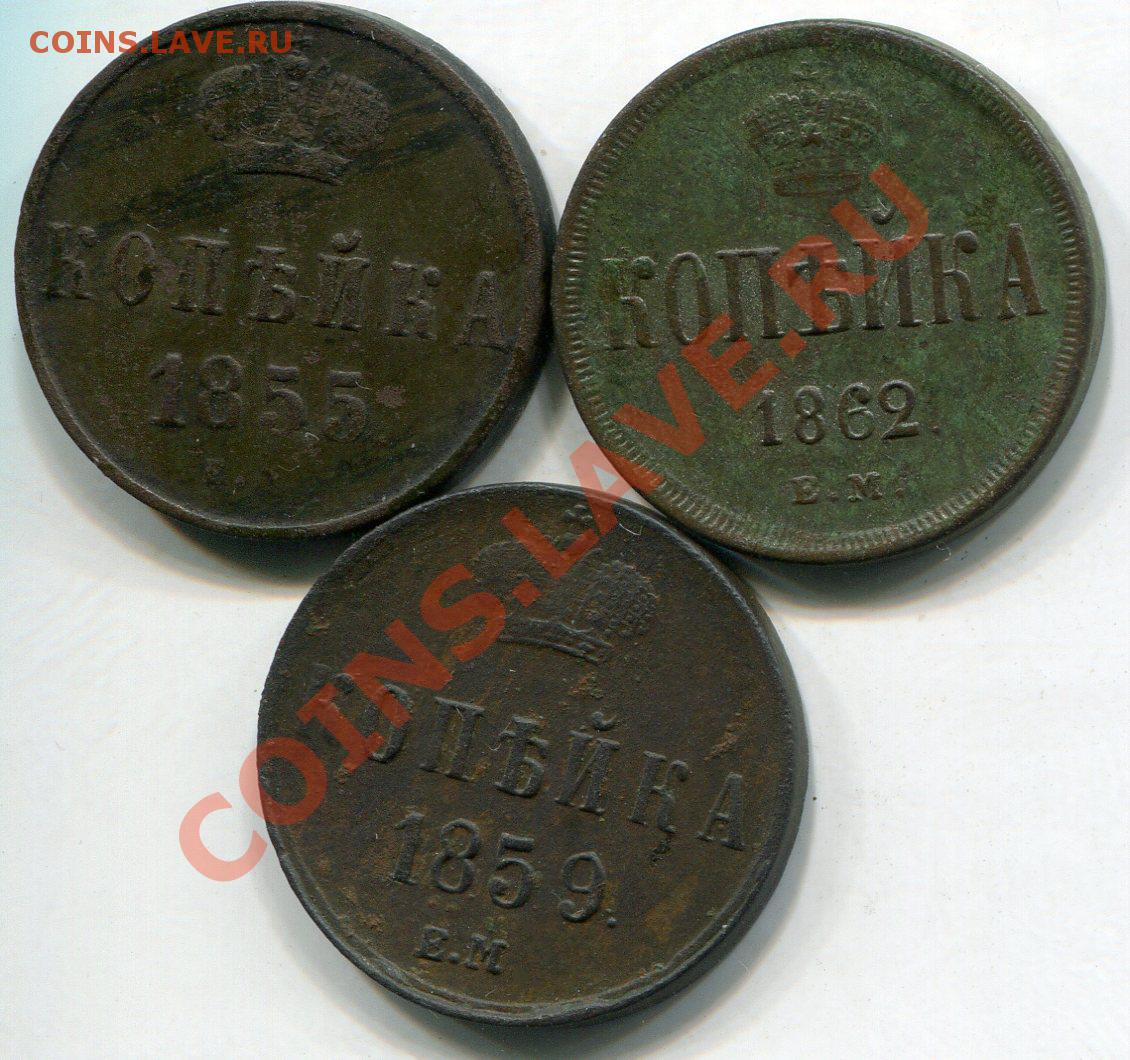 COINS.LAVE.RU
КОПѢЙКА
1855.
Е.
КОПѢЙКА
1862.
Е.М.
КОПѢЙКА
1859.
Е.М
COINS.LAVE.RU